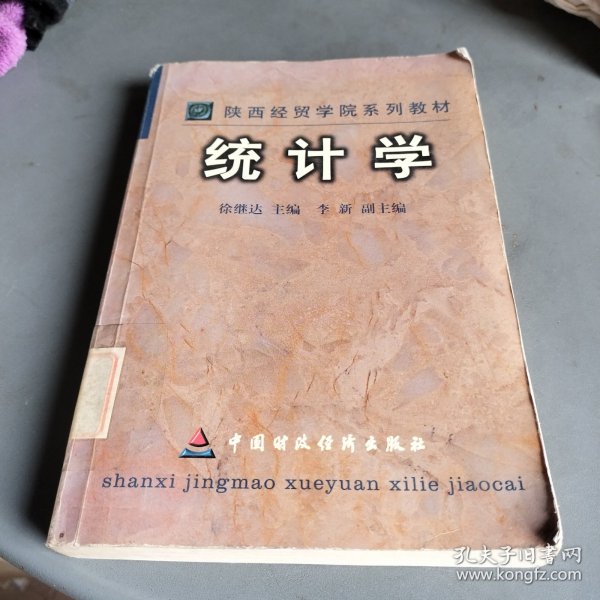 陕西经贸学院系列教材
统计学
徐继达 主编 李新 副主编
中国财政经济出版社
shanxi jingmao xueyuan xilie jiaocai
孔夫子旧书网
www.kongfz.com